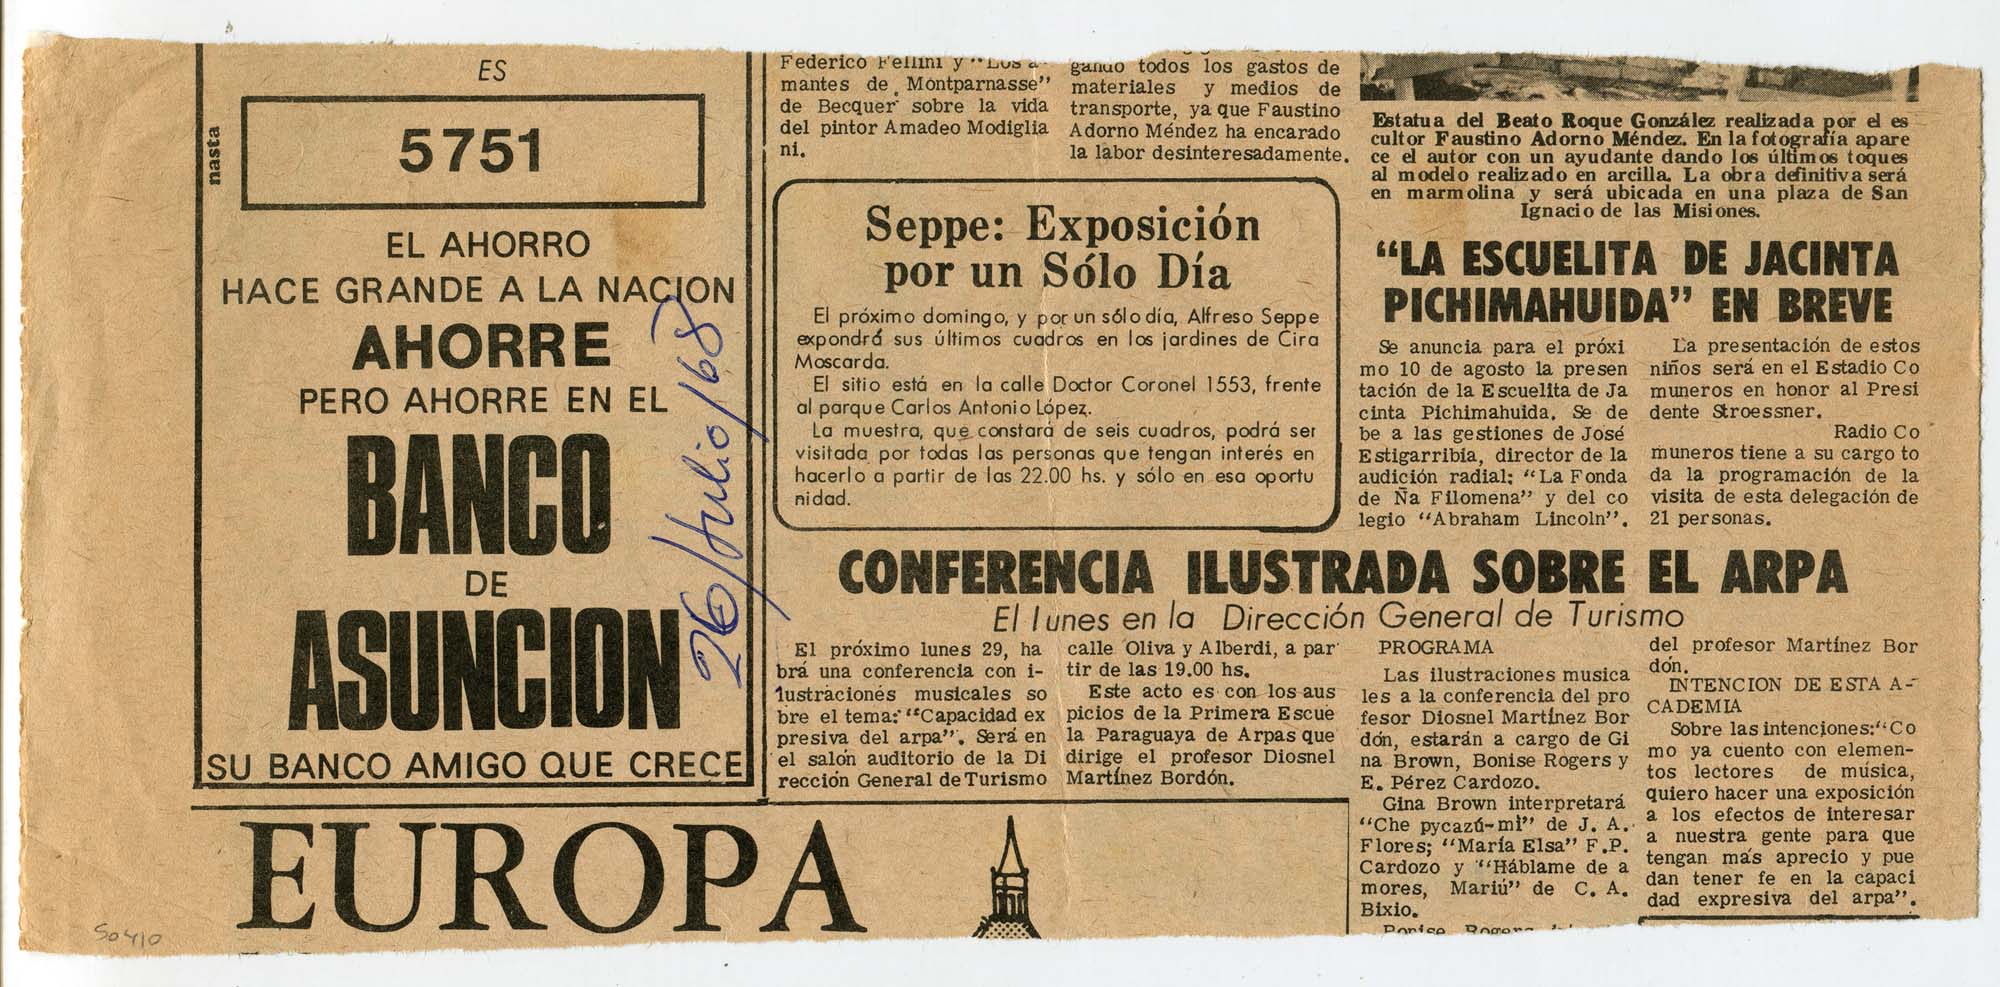 ES
5751
nasta
EL AHORRO
HACE GRANDE A LA NACION
AHORRE
PERO AHORRE EN EL
BANCO
DE
ASUNCION
SU BANCO AMIGO QUE CRECE
26/Julio/68
EUROPA
50410
Federico Fellini y "Los a-
mantes de Montparnasse"
de Becquer sobre la vida
del pintor Amadeo Modiglia
ni.
gando todos los gastos de
materiales y medios de
transporte, ya que Faustino
Adorno Méndez ha encarado
la labor desinteresadamente.
Estatua del Beato Roque González realizada por el es
cultor Faustino Adorno Méndez. En la fotografía apare
ce el autor con un ayudante dando los últimos toques
al modelo realizado en arcilla. La obra definitiva será
en marmolina y será ubicada en una plaza de San
Ignacio de las Misiones.
Seppe: Exposición
por un Sólo Día
El próximo domingo, y por un sólo día, Alfreso Seppe
expondrá sus últimos cuadros en los jardines de Cira
Moscarda.
El sitio está en la calle Doctor Coronel 1553, frente
al parque Carlos Antonio López.
La muestra, que constará de seis cuadros, podrá ser
visitada por todas las personas que tengan interés en
hacerlo a partir de las 22.00 hs. y sólo en esa oportu
nidad.
"LA ESCUELITA DE JACINTA
PICHIMAHUIDA" EN BREVE
Se anuncia para el próxi
mo 10 de agosto la presen
tación de la Escuelita de Ja
cinta Pichimahuida. Se de
be a las gestiones de José
Estigarribia, director de la
audición radial: "La Fonda
de Ña Filomena" y del co
legio "Abraham Lincoln".
La presentación de estos
niños será en el Estadio Co
muneros en honor al Presi
dente Stroessner.
Radio Co
muneros tiene a su cargo to
da la programación de la
visita de esta delegación de
21 personas.
CONFERENCIA ILUSTRADA SOBRE EL ARPA
El lunes en la Dirección General de Turismo
El próximo lunes 29, ha
brá una conferencia con i-
lustraciones musicales so
bre el tema: "Capacidad ex
presiva del arpa". Será en
el salón auditorio de la Di
rección General de Turismo
calle Oliva y Alberdi, a par
tir de las 19.00 hs.
Este acto es con los aus
picios de la Primera Escue
la Paraguaya de Arpas que
dirige el profesor Diosnel
Martínez Bordón.
PROGRAMA
Las ilustraciones musica
les a la conferencia del pro
fesor Diosnel Martínez Bor
dón, estarán a cargo de Gi
na Brown, Bonise Rogers y
E. Pérez Cardozo.
Gina Brown interpretará
"Che pycazú-mi" de J. A.
Flores; "María Elsa" F.P.
Cardozo y "Háblame de a
mores, Mariú" de C. A.
Bixio.
del profesor Martínez Bor
dón.
INTENCION DE ESTA A-
CADEMIA
Sobre las intenciones: "Co
mo ya cuento con elemen-
tos lectores de música,
quiero hacer una exposición
a los efectos de interesar
a nuestra gente para que
tengan más aprecio y pue
dan tener fe en la capaci
dad expresiva del arpa".